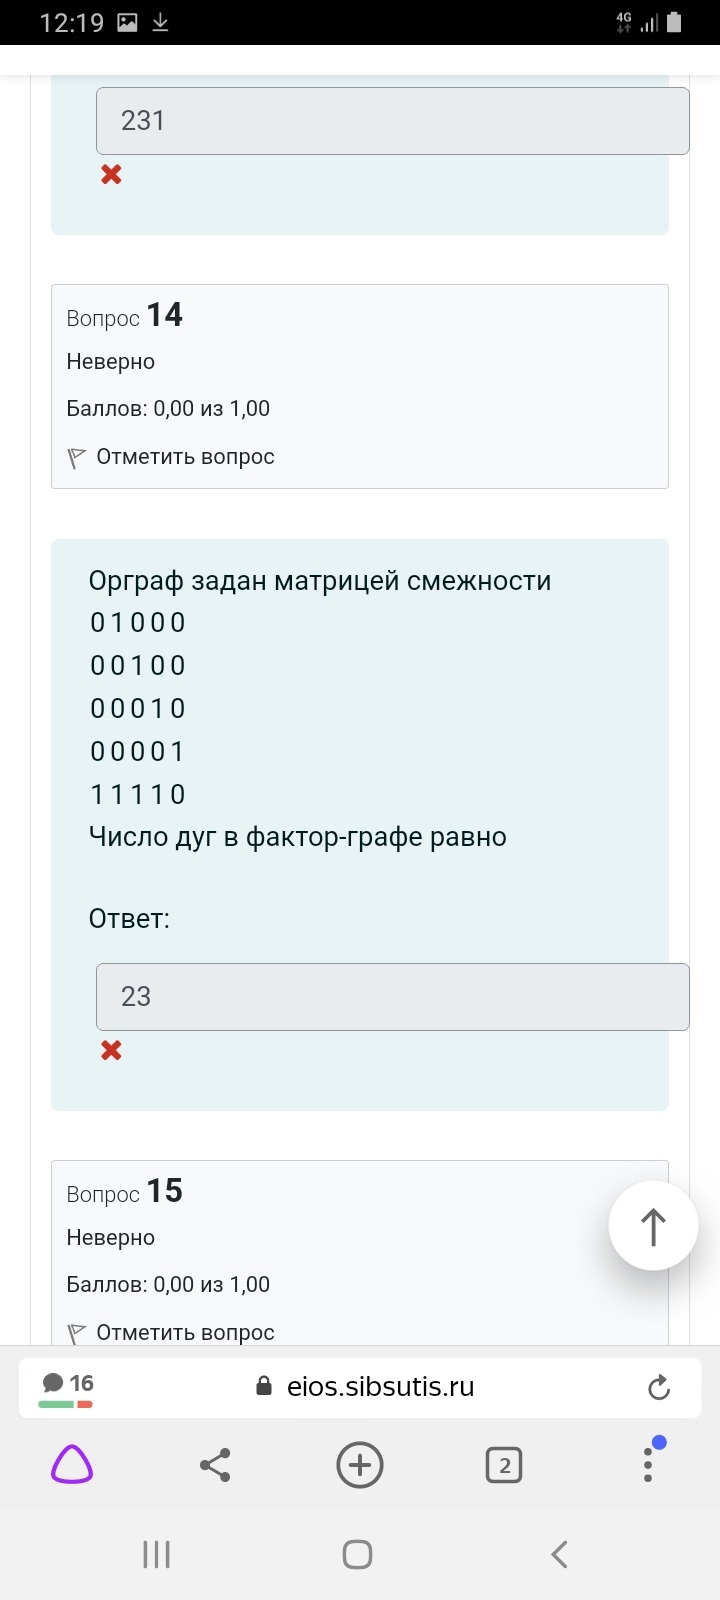 12:19
4G
231
Вопрос 14
Неверно
Баллов: 0,00 из 1,00
Отметить вопрос
Орграф задан матрицей смежности
0 1 0 0 0
0 0 1 0 0
0 0 0 1 0
0 0 0 0 1
1 1 1 1 0
Число дуг в фактор-графе равно
Ответ:
23
Вопрос 15
Неверно
Баллов: 0,00 из 1,00
Отметить вопрос
16
eios.sibsutis.ru
2